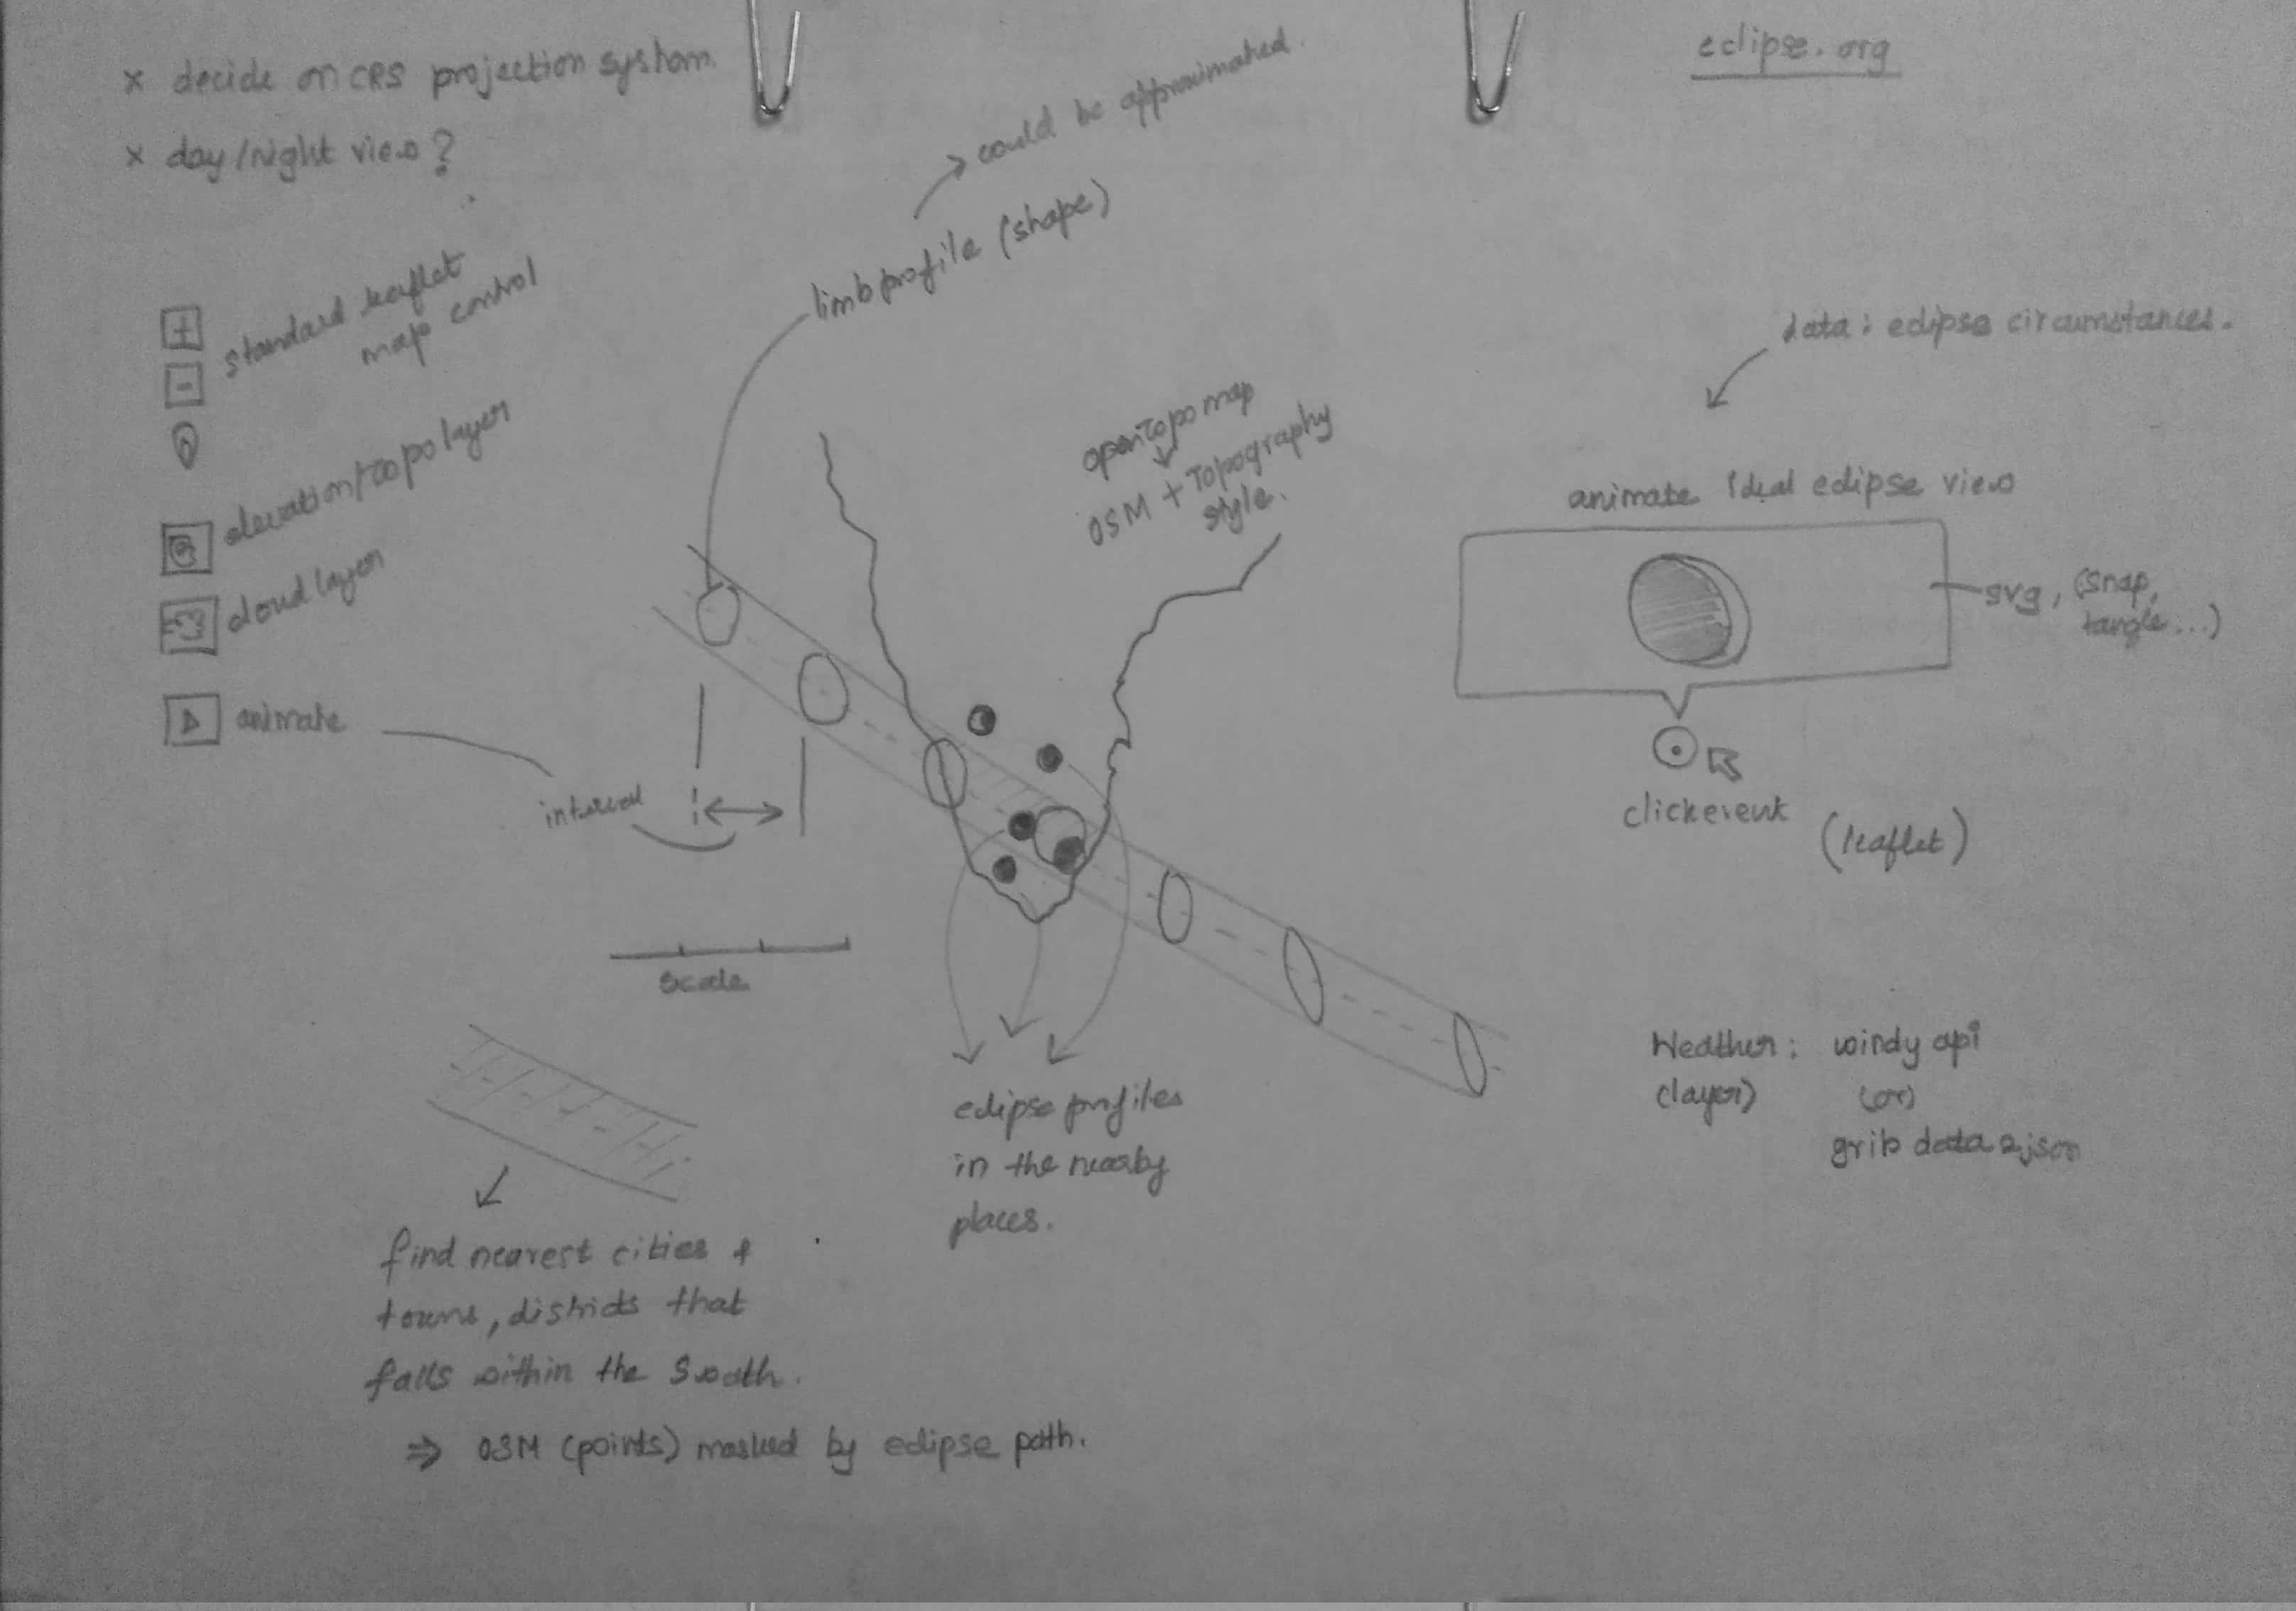 x decide on CRS projection system.
x day/night view?
eclipse.org
→ could be approximated.
limb profile (shape)
+
standard leaflet
map control
-
elevation/topo layer
cloud layer
animate
interval
scale
opentopo map
OSM + Topography
style.
data: eclipse circumstances.
animate ideal eclipse view
svg, (snap,
tangle...)
click event
(leaflet)
Weather: windy api
(layer) (or)
grib data 2 json
eclipse profiles
in the nearby
places.
find nearest cities &
towns, districts that
falls within the swath.
⇒ OSM (points) masked by eclipse path.